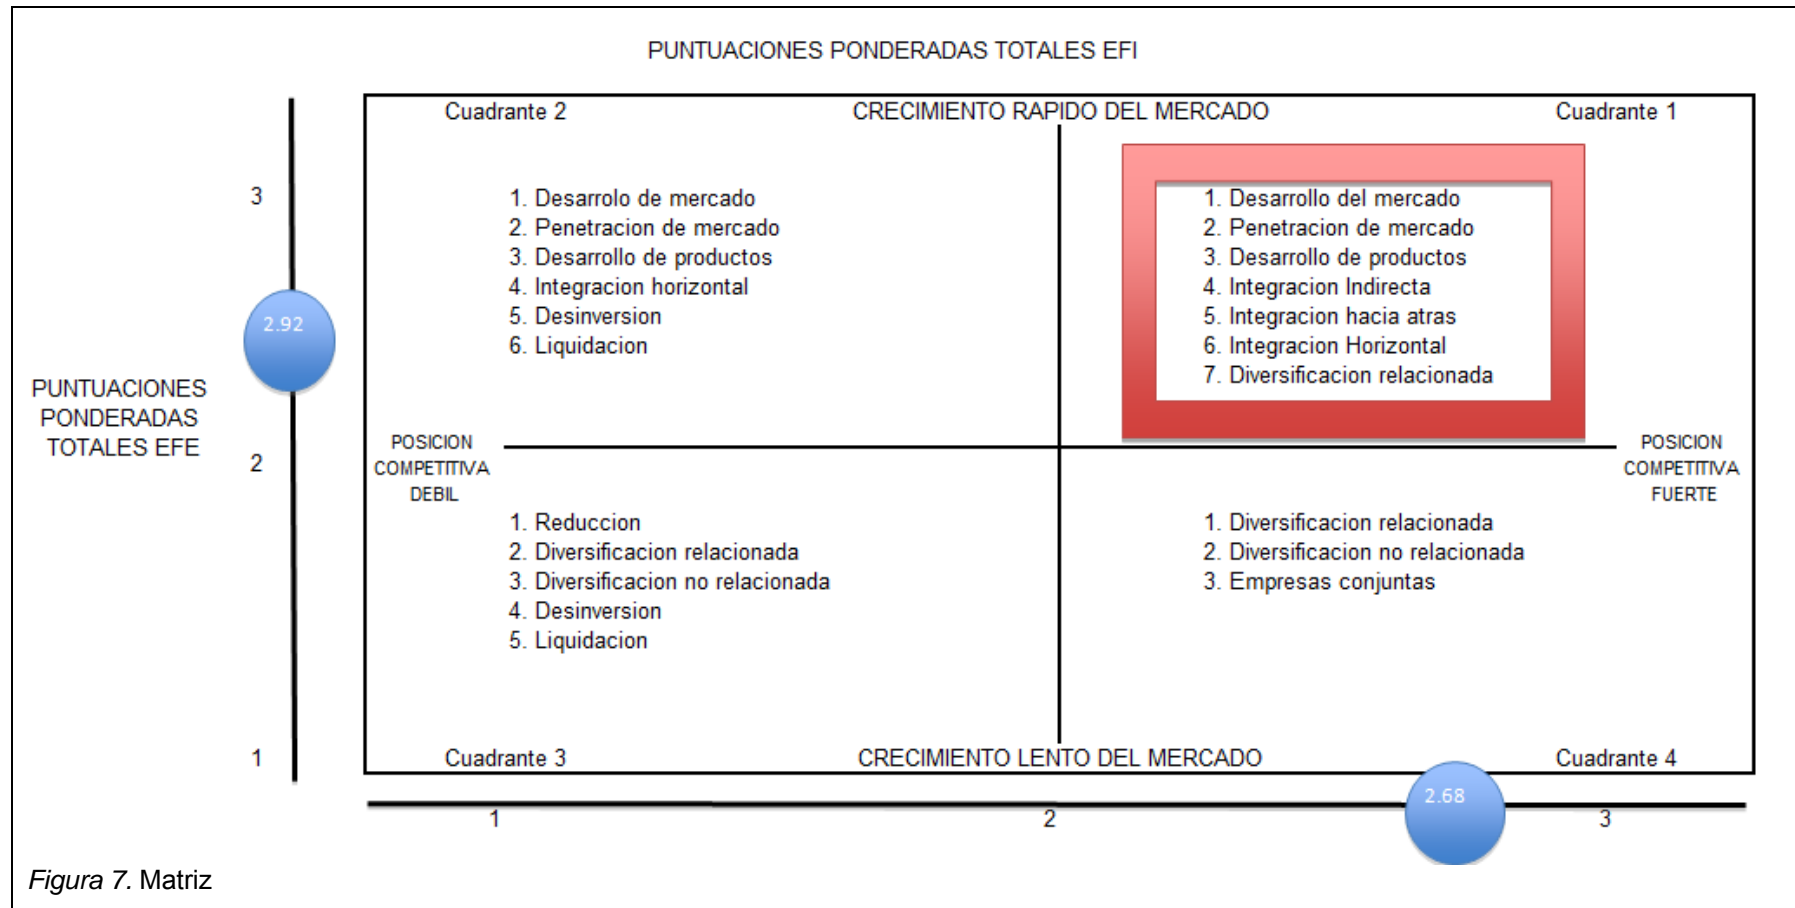 PUNTUACIONES PONDERADAS TOTALES EFI
Cuadrante 2
CRECIMIENTO RAPIDO DEL MERCADO
Cuadrante 1
3
1. Desarrolo de mercado
2. Penetracion de mercado
3. Desarrollo de productos
4. Integracion horizontal
5. Desinversion
6. Liquidacion
1. Desarrollo del mercado
2. Penetracion de mercado
3. Desarrollo de productos
4. Integracion Indirecta
5. Integracion hacia atras
6. Integracion Horizontal
7. Diversificacion relacionada
2.92
PUNTUACIONES
PONDERADAS
TOTALES EFE
2
POSICION
COMPETITIVA
DEBIL
POSICION
COMPETITIVA
FUERTE
1. Reduccion
2. Diversificacion relacionada
3. Diversificacion no relacionada
4. Desinversion
5. Liquidacion
1. Diversificacion relacionada
2. Diversificacion no relacionada
3. Empresas conjuntas
1
Cuadrante 3
CRECIMIENTO LENTO DEL MERCADO
Cuadrante 4
2.68
1
2
3
Figura 7. Matriz